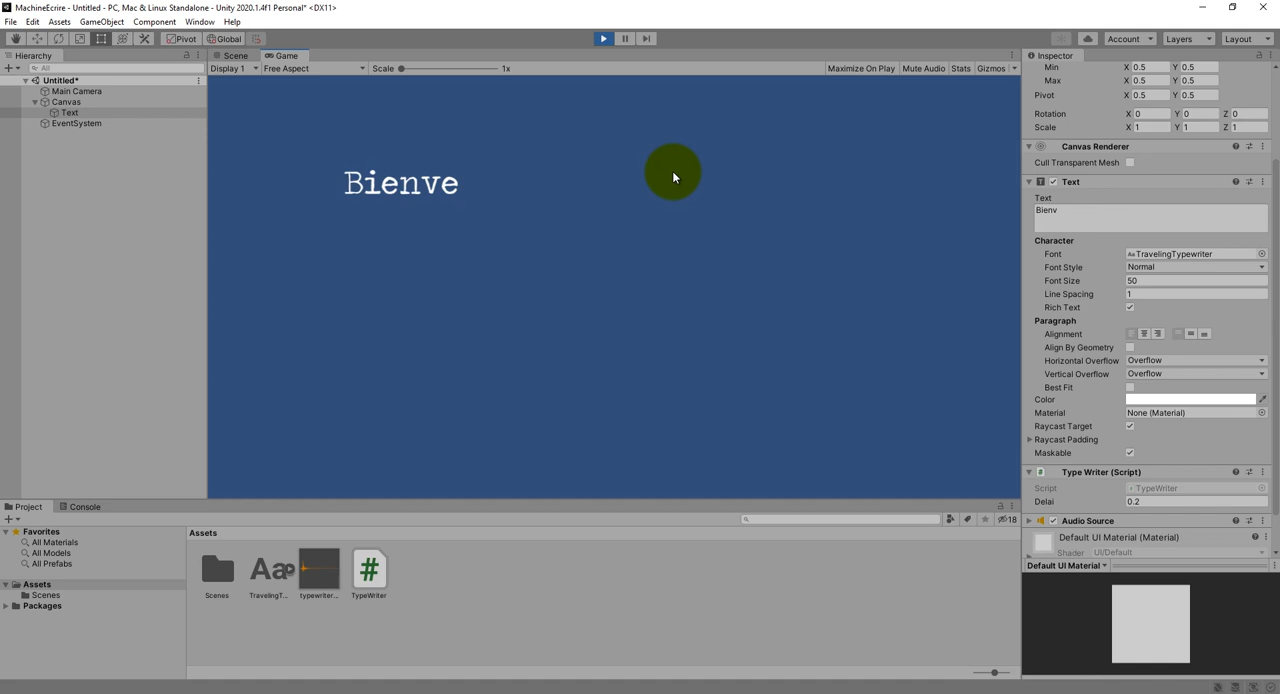 MachineEcrire - Untitled - PC, Mac & Linux Standalone - Unity 2020.1.4f1 Personal* <DX11>
File Edit Assets GameObject Component Window Help
Pivot Global Account Layers Layout
Hierarchy
All
Untitled*
Main Camera
Canvas
Text
EventSystem
Scene Game
Display 1 Free Aspect Scale 1x Maximize On Play Mute Audio Stats Gizmos
Bienve
Inspector
Min X 0.5 Y 0.5
Max X 0.5 Y 0.5
Pivot X 0.5 Y 0.5
Rotation X 0 Y 0 Z 0
Scale X 1 Y 1 Z 1
Canvas Renderer
Cull Transparent Mesh
Text
Text
Bienv
Character
Font TravelingTypewriter
Font Style Normal
Font Size 50
Line Spacing 1
Rich Text
Paragraph
Alignment
Align By Geometry
Horizontal Overflow Overflow
Vertical Overflow Overflow
Best Fit
Color
Material None (Material)
Raycast Target
Raycast Padding
Maskable
Type Writer (Script)
Script TypeWriter
Delai 0.2
Audio Source
Default UI Material (Material)
Shader UI/Default
Default UI Material
Project Console
18
Favorites
All Materials
All Models
All Prefabs
Assets
Scenes
Packages
Assets
Aa
#
Scenes TravelingT... typewriter... TypeWriter